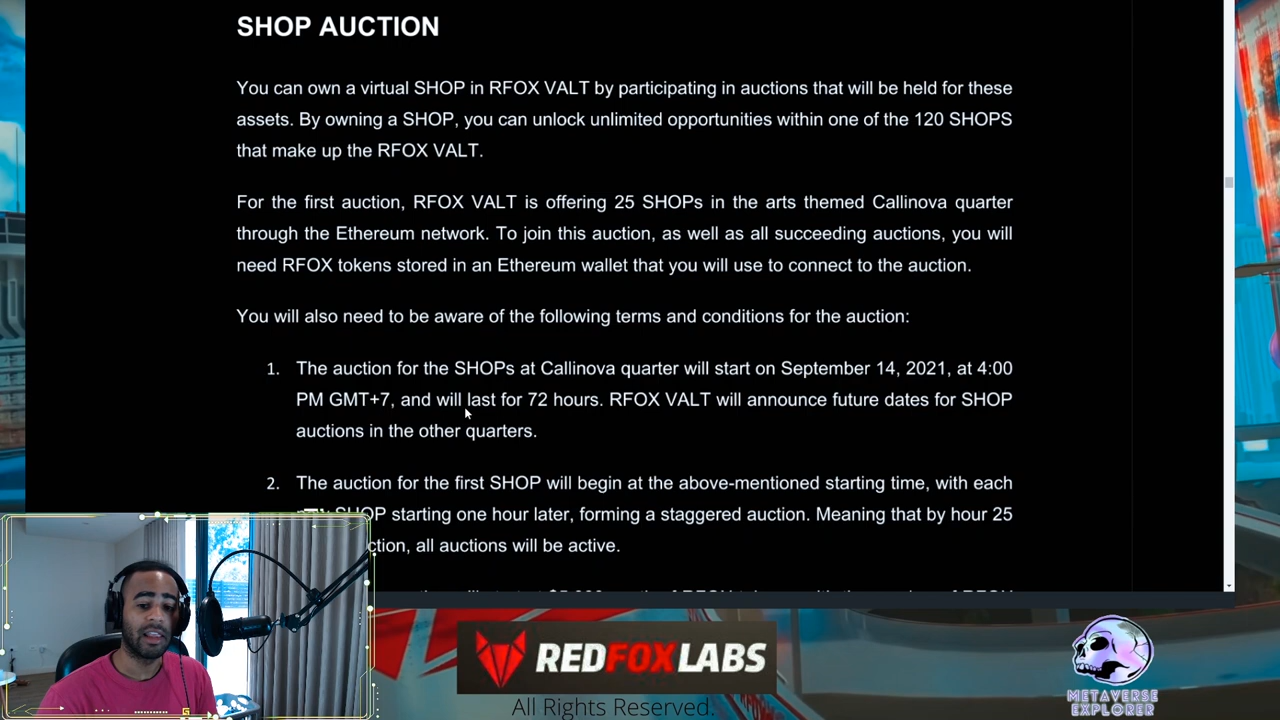 SHOP AUCTION
You can own a virtual SHOP in RFOX VALT by participating in auctions that will be held for these
assets. By owning a SHOP, you can unlock unlimited opportunities within one of the 120 SHOPS
that make up the RFOX VALT.
For the first auction, RFOX VALT is offering 25 SHOPs in the arts themed Callinova quarter
through the Ethereum network. To join this auction, as well as all succeeding auctions, you will
need RFOX tokens stored in an Ethereum wallet that you will use to connect to the auction.
You will also need to be aware of the following terms and conditions for the auction:
1. The auction for the SHOPs at Callinova quarter will start on September 14, 2021, at 4:00
PM GMT+7, and will last for 72 hours. RFOX VALT will announce future dates for SHOP
auctions in the other quarters.
2. The auction for the first SHOP will begin at the above-mentioned starting time, with each
SHOP starting one hour later, forming a staggered auction. Meaning that by hour 25
ction, all auctions will be active.
REDFOXLABS
All Rights Reserved.
METAVERSE
EXPLORER